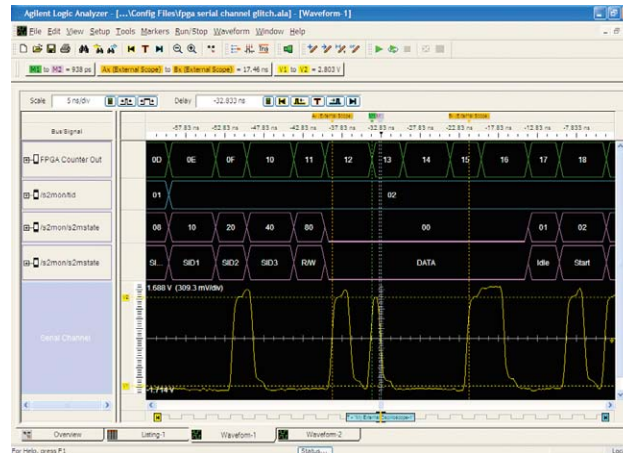 Agilent Logic Analyzer - [...\Config Files\fpga serial channel glitch.ala] - [Waveform-1]
File Edit View Setup Tools Markers Run/Stop Waveform Window Help
M1 to M2 = 938 ps Ax (External Scope) to Bx (External Scope) = 17.46 ns V1 to V2 = 2.803 V
Scale 5 ns/div Delay -32.833 ns
Bus/Signal
-57.83 ns -52.83 ns -47.83 ns -42.83 ns -37.83 ns -32.83 ns -27.83 ns -22.83 ns -17.83 ns -12.83 ns -7.833 ns
FPGA Counter Out 0D 0E 0F 10 11 12 13 14 15 16 17 18
/s2mon/tid 01 02
/s2mon/s2mstate 08 10 20 40 80 00 01 02
/s2mon/s2mstate SI... SID1 SID2 SID3 R/W DATA Idle Start
1.688 V (309.3 mV/div)
Serial Channel
-1.714 V
Overview Listing-1 Waveform-1 Waveform-2
For Help, press F1 Status... Loc